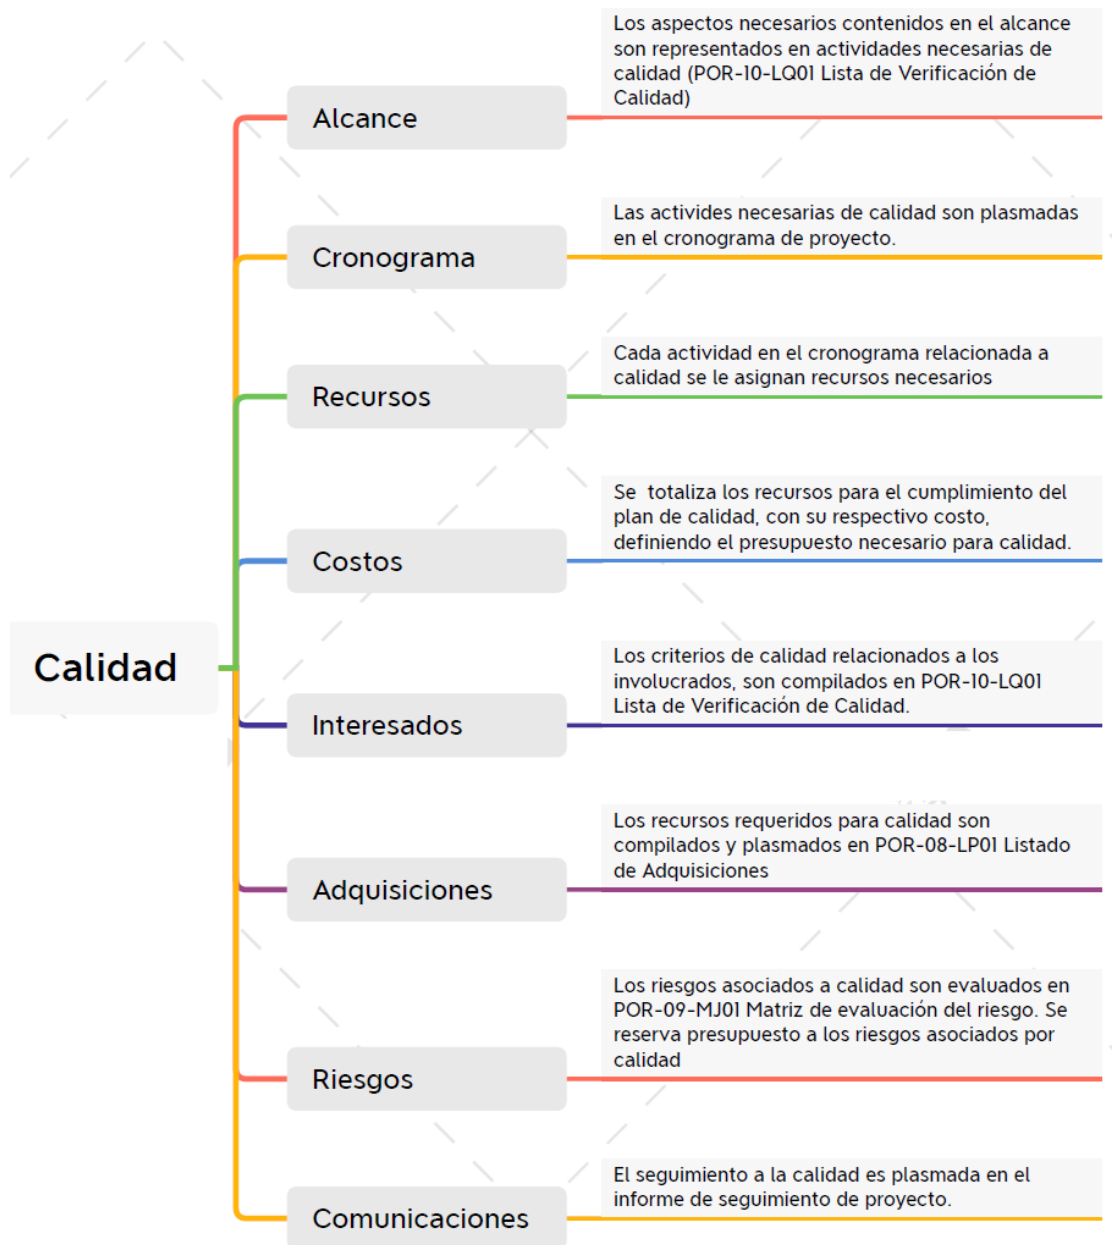 Los aspectos necesarios contenidos en el alcance
son representados en actividades necesarias de
calidad (POR-10-LQ01 Lista de Verificación de
Calidad)
Alcance
Las activides necesarias de calidad son plasmadas
en el cronograma de proyecto.
Cronograma
Cada actividad en el cronograma relacionada a
calidad se le asignan recursos necesarios
Recursos
Se totaliza los recursos para el cumplimiento del
plan de calidad, con su respectivo costo,
definiendo el presupuesto necesario para calidad.
Costos
Calidad
Los criterios de calidad relacionados a los
involucrados, son compilados en POR-10-LQ01
Lista de Verificación de Calidad.
Interesados
Los recursos requeridos para calidad son
compilados y plasmados en POR-08-LP01 Listado
de Adquisiciones
Adquisiciones
Los riesgos asociados a calidad son evaluados en
POR-09-MJ01 Matriz de evaluación del riesgo. Se
reserva presupuesto a los riesgos asociados por
calidad
Riesgos
El seguimiento a la calidad es plasmada en el
informe de seguimiento de proyecto.
Comunicaciones